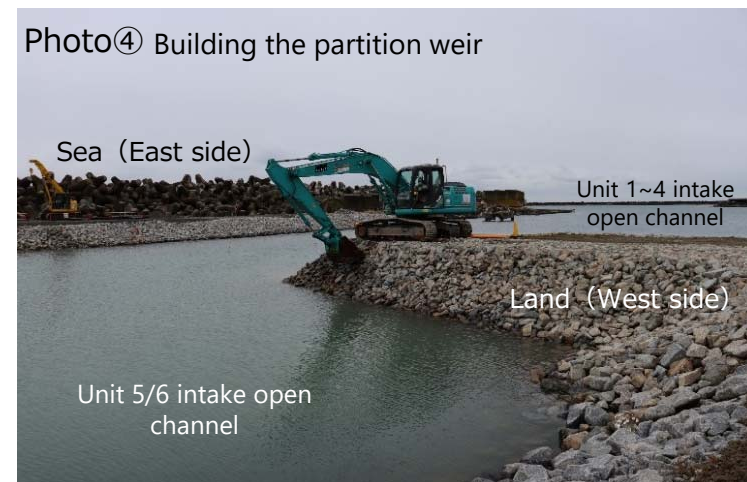 Photo④ Building the partition weir
Sea（East side）
Unit 1~4 intake
open channel
Land（West side）
Unit 5/6 intake open
channel